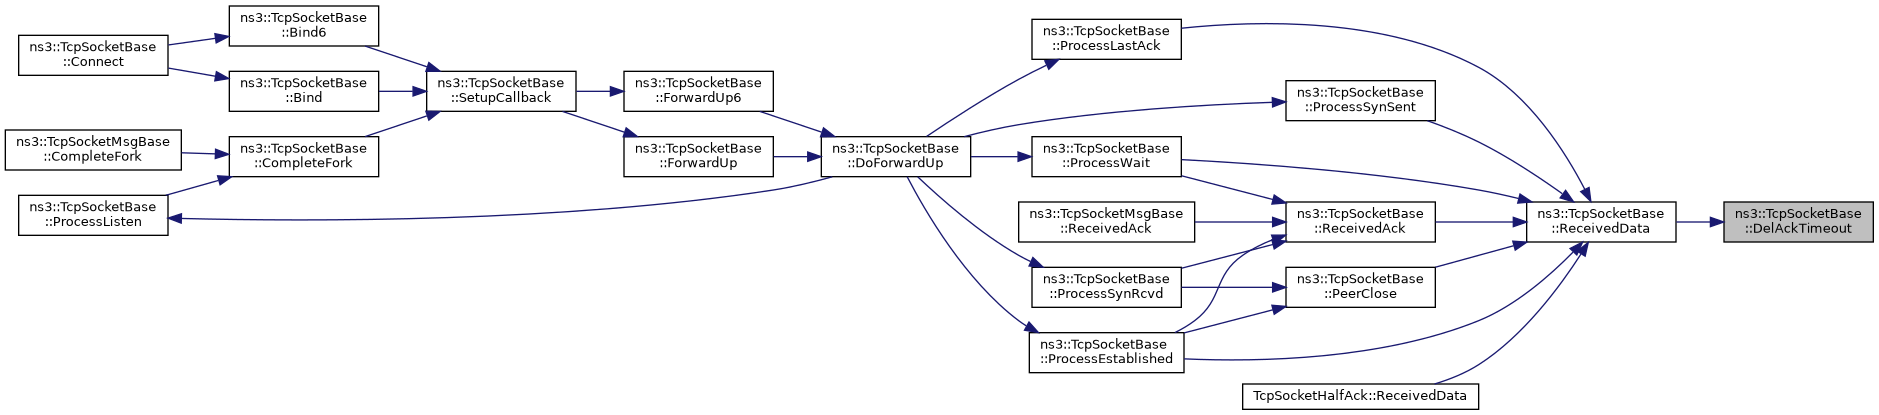 ns3::TcpSocketBase
::Connect
ns3::TcpSocketBase
::Bind6
ns3::TcpSocketBase
::Bind
ns3::TcpSocketMsgBase
::CompleteFork
ns3::TcpSocketBase
::CompleteFork
ns3::TcpSocketBase
::ProcessListen
ns3::TcpSocketBase
::SetupCallback
ns3::TcpSocketBase
::ForwardUp6
ns3::TcpSocketBase
::ForwardUp
ns3::TcpSocketBase
::DoForwardUp
ns3::TcpSocketBase
::ProcessLastAck
ns3::TcpSocketBase
::ProcessSynSent
ns3::TcpSocketBase
::ProcessWait
ns3::TcpSocketMsgBase
::ReceivedAck
ns3::TcpSocketBase
::ReceivedAck
ns3::TcpSocketBase
::ProcessSynRcvd
ns3::TcpSocketBase
::PeerClose
ns3::TcpSocketBase
::ProcessEstablished
TcpSocketHalfAck::ReceivedData
ns3::TcpSocketBase
::ReceivedData
ns3::TcpSocketBase
::DelAckTimeout